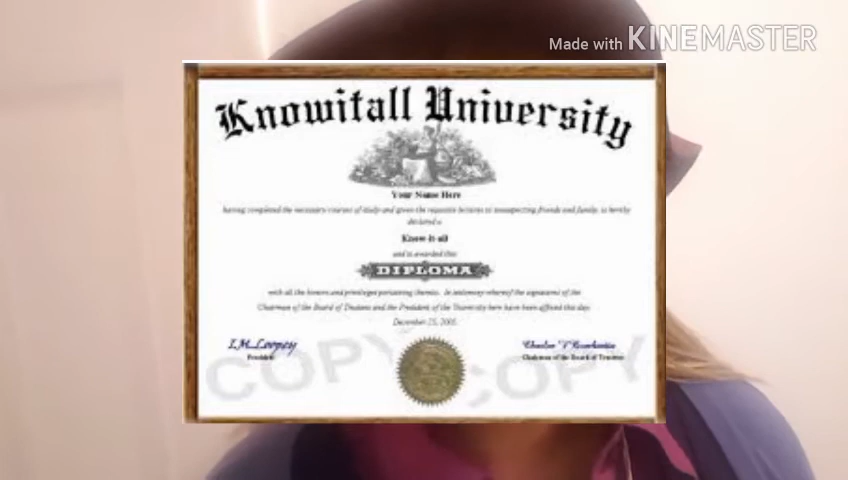 Made with KINEMASTER
Knowitall University
Your Name Here
having completed the necessary courses of study and given the requisite lectures to unsuspecting friends and family, is hereby
declared a
Know-it-all
and is awarded this
DIPLOMA
with all the honors and privileges pertaining thereto. In testimony whereof the signatures of the
Chairman of the Board of Trustees and the President of the University have been affixed this day
December 25, 2005.
President
Chairman of the Board of Trustees
COPY COPY